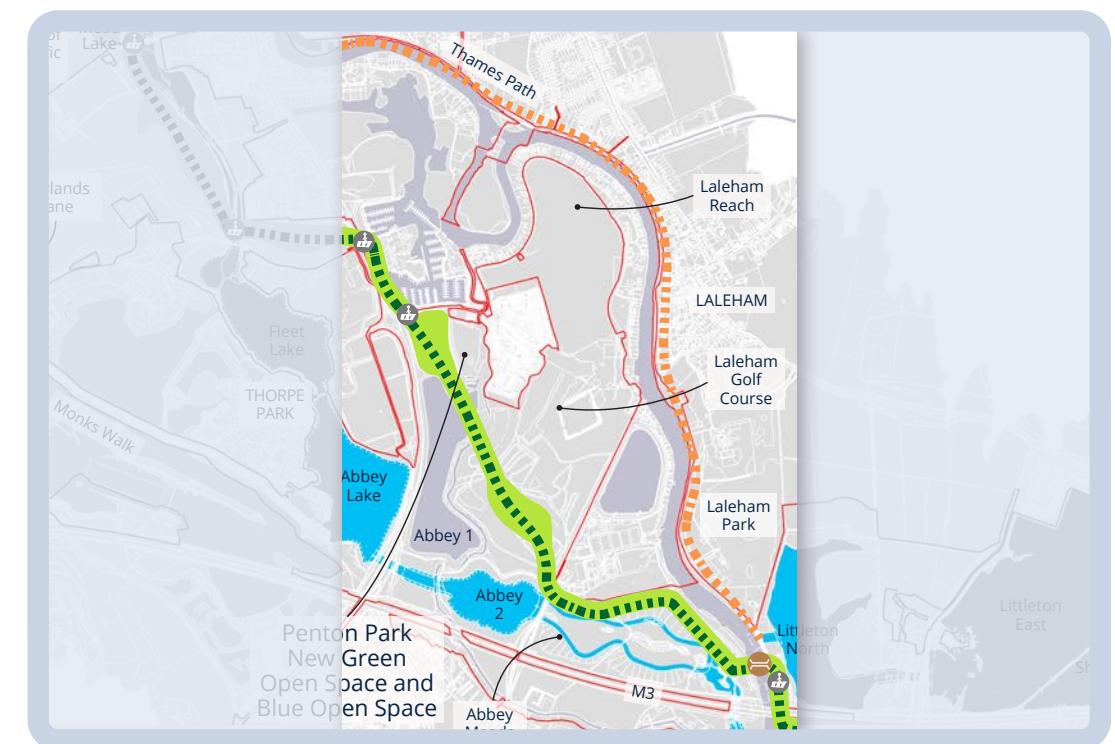 Mead
Lake
Thames Path
Laleham
Reach
LALEHAM
Laleham
Golf
Course
Fleet
Lake
THORPE
PARK
Monks Walk
Abbey
Lake
Abbey 1
Laleham
Park
Abbey
2
Littleton
North
Littleton
East
Penton Park
New Green
Open Space and
Blue Open Space
M3
Abbey
Meads